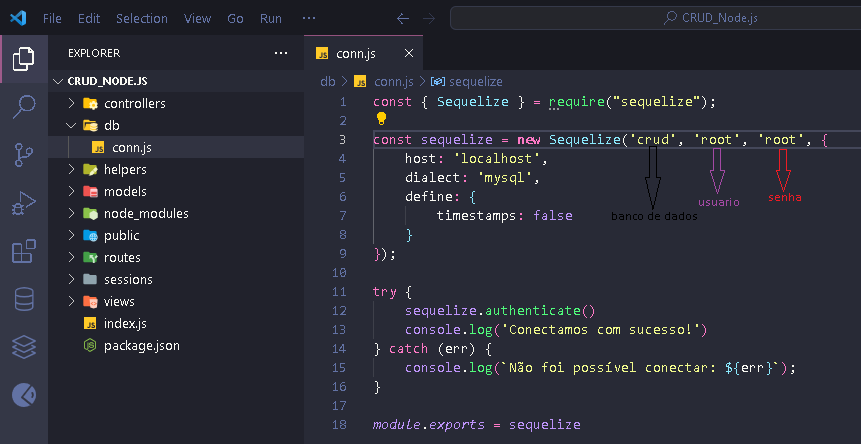 File Edit Selection View Go Run ··· CRUD_Node.js
EXPLORER ···
CRUD_NODE.JS
controllers
db
JS conn.js
helpers
models
node_modules
public
routes
sessions
views
JS index.js
package.json
JS conn.js
db > JS conn.js > sequelize
1 const { Sequelize } = require("sequelize");
2
3 const sequelize = new Sequelize('crud', 'root', 'root', {
4 host: 'localhost',
5 dialect: 'mysql',
6 define: {
7 timestamps: false
8 }
9 });
10
11 try {
12 sequelize.authenticate()
13 console.log('Conectamos com sucesso!')
14 } catch (err) {
15 console.log(`Não foi possível conectar: ${err}`);
16 }
17
18 module.exports = sequelize
banco de dados
usuario
senha